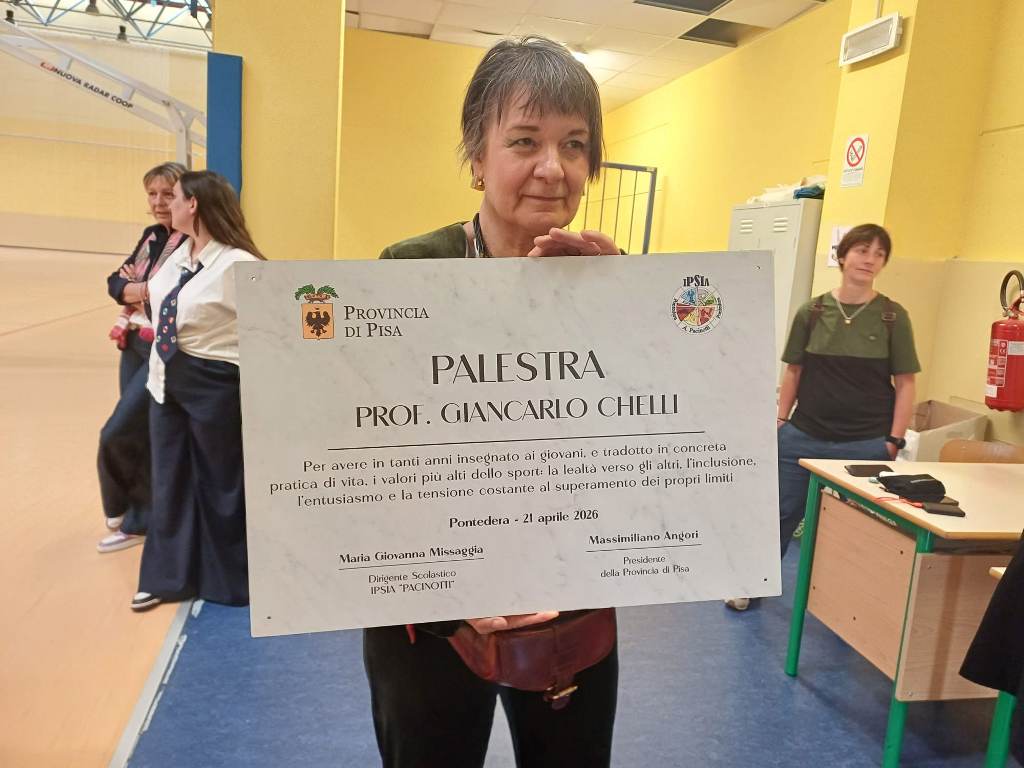 NUOVA RADAR COOP
PROVINCIA
DI PISA
IPSIA
A. Pacinotti
PALESTRA
PROF. GIANCARLO CHELLI
Per avere in tanti anni insegnato ai giovani, e tradotto in concreta
pratica di vita, i valori più alti dello sport: la lealtà verso gli altri, l'inclusione,
l'entusiasmo e la tensione costante al superamento dei propri limiti
Pontedera - 21 aprile 2026
Maria Giovanna Missaggia
Dirigente Scolastico
IPSIA "PACINOTTI"
Massimiliano Angori
Presidente
della Provincia di Pisa